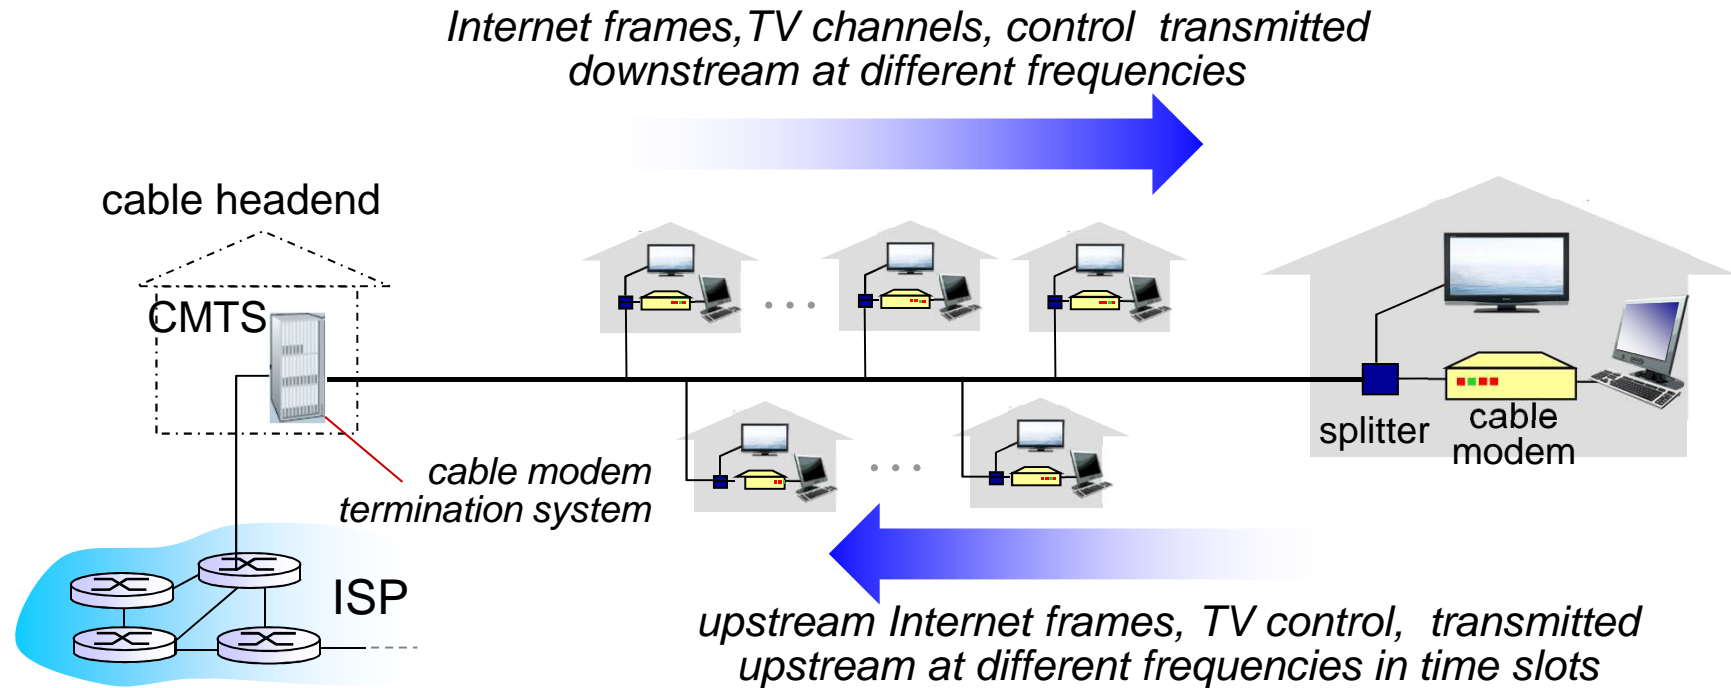 Internet frames,TV channels, control  transmitted
downstream at different frequencies
cable headend
CMTS
splitter
cable
modem
cable modem
termination system
ISP
upstream Internet frames, TV control,  transmitted
upstream at different frequencies in time slots